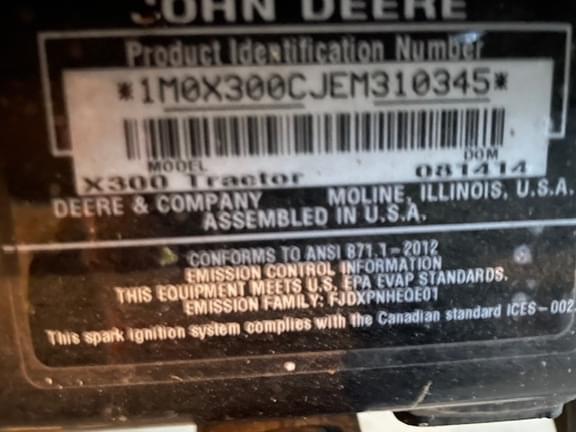 JOHN DEERE
Product Identification Number
*1M0X300CJEM310345*
MODEL DOM
X300 Tractor 081414
DEERE & COMPANY MOLINE, ILLINOIS, U.S.A.
ASSEMBLED IN U.S.A.
CONFORMS TO ANSI B71.1-2012
EMISSION CONTROL INFORMATION
THIS EQUIPMENT MEETS U.S. EPA EVAP STANDARDS.
EMISSION FAMILY: FJDXPNHEQE01
This spark ignition system complies with the Canadian standard ICES-002.